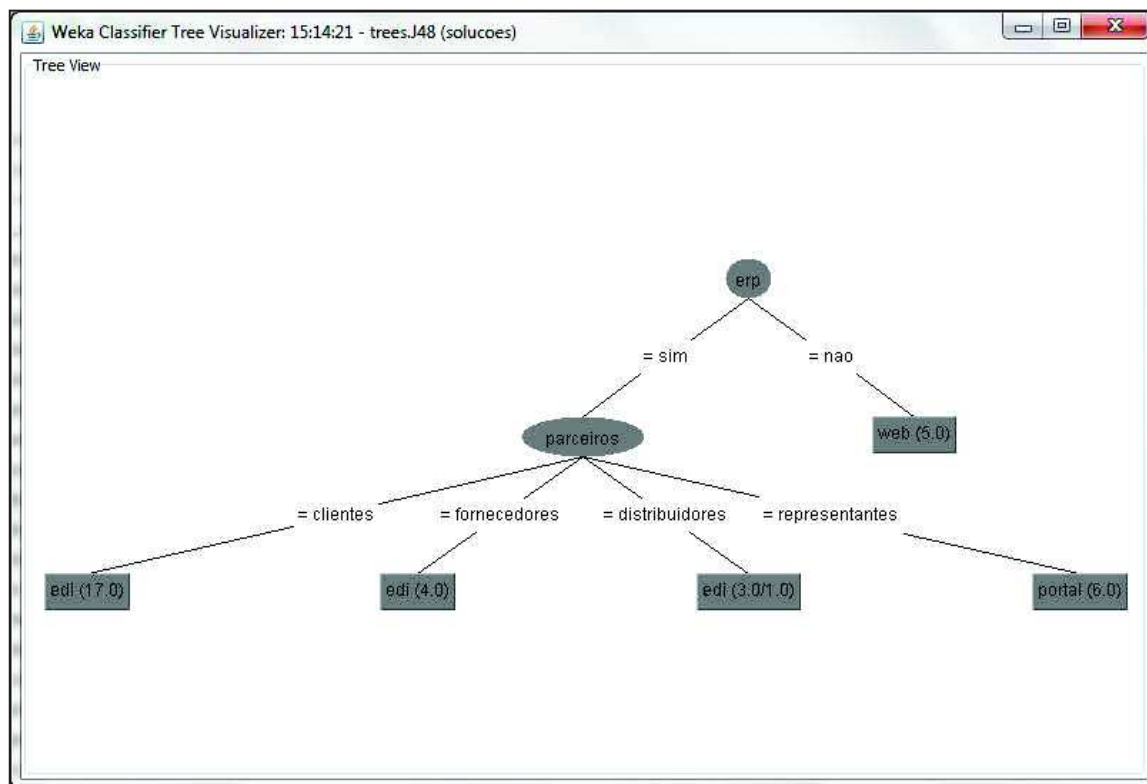 Weka Classifier Tree Visualizer: 15:14:21 - trees.J48 (solucoes)
Tree View
erp
= sim
= nao
parceiros
web (5.0)
= clientes
= fornecedores
= distribuidores
= representantes
edi (17.0)
edi (4.0)
edi (3.0/1.0)
portal (6.0)